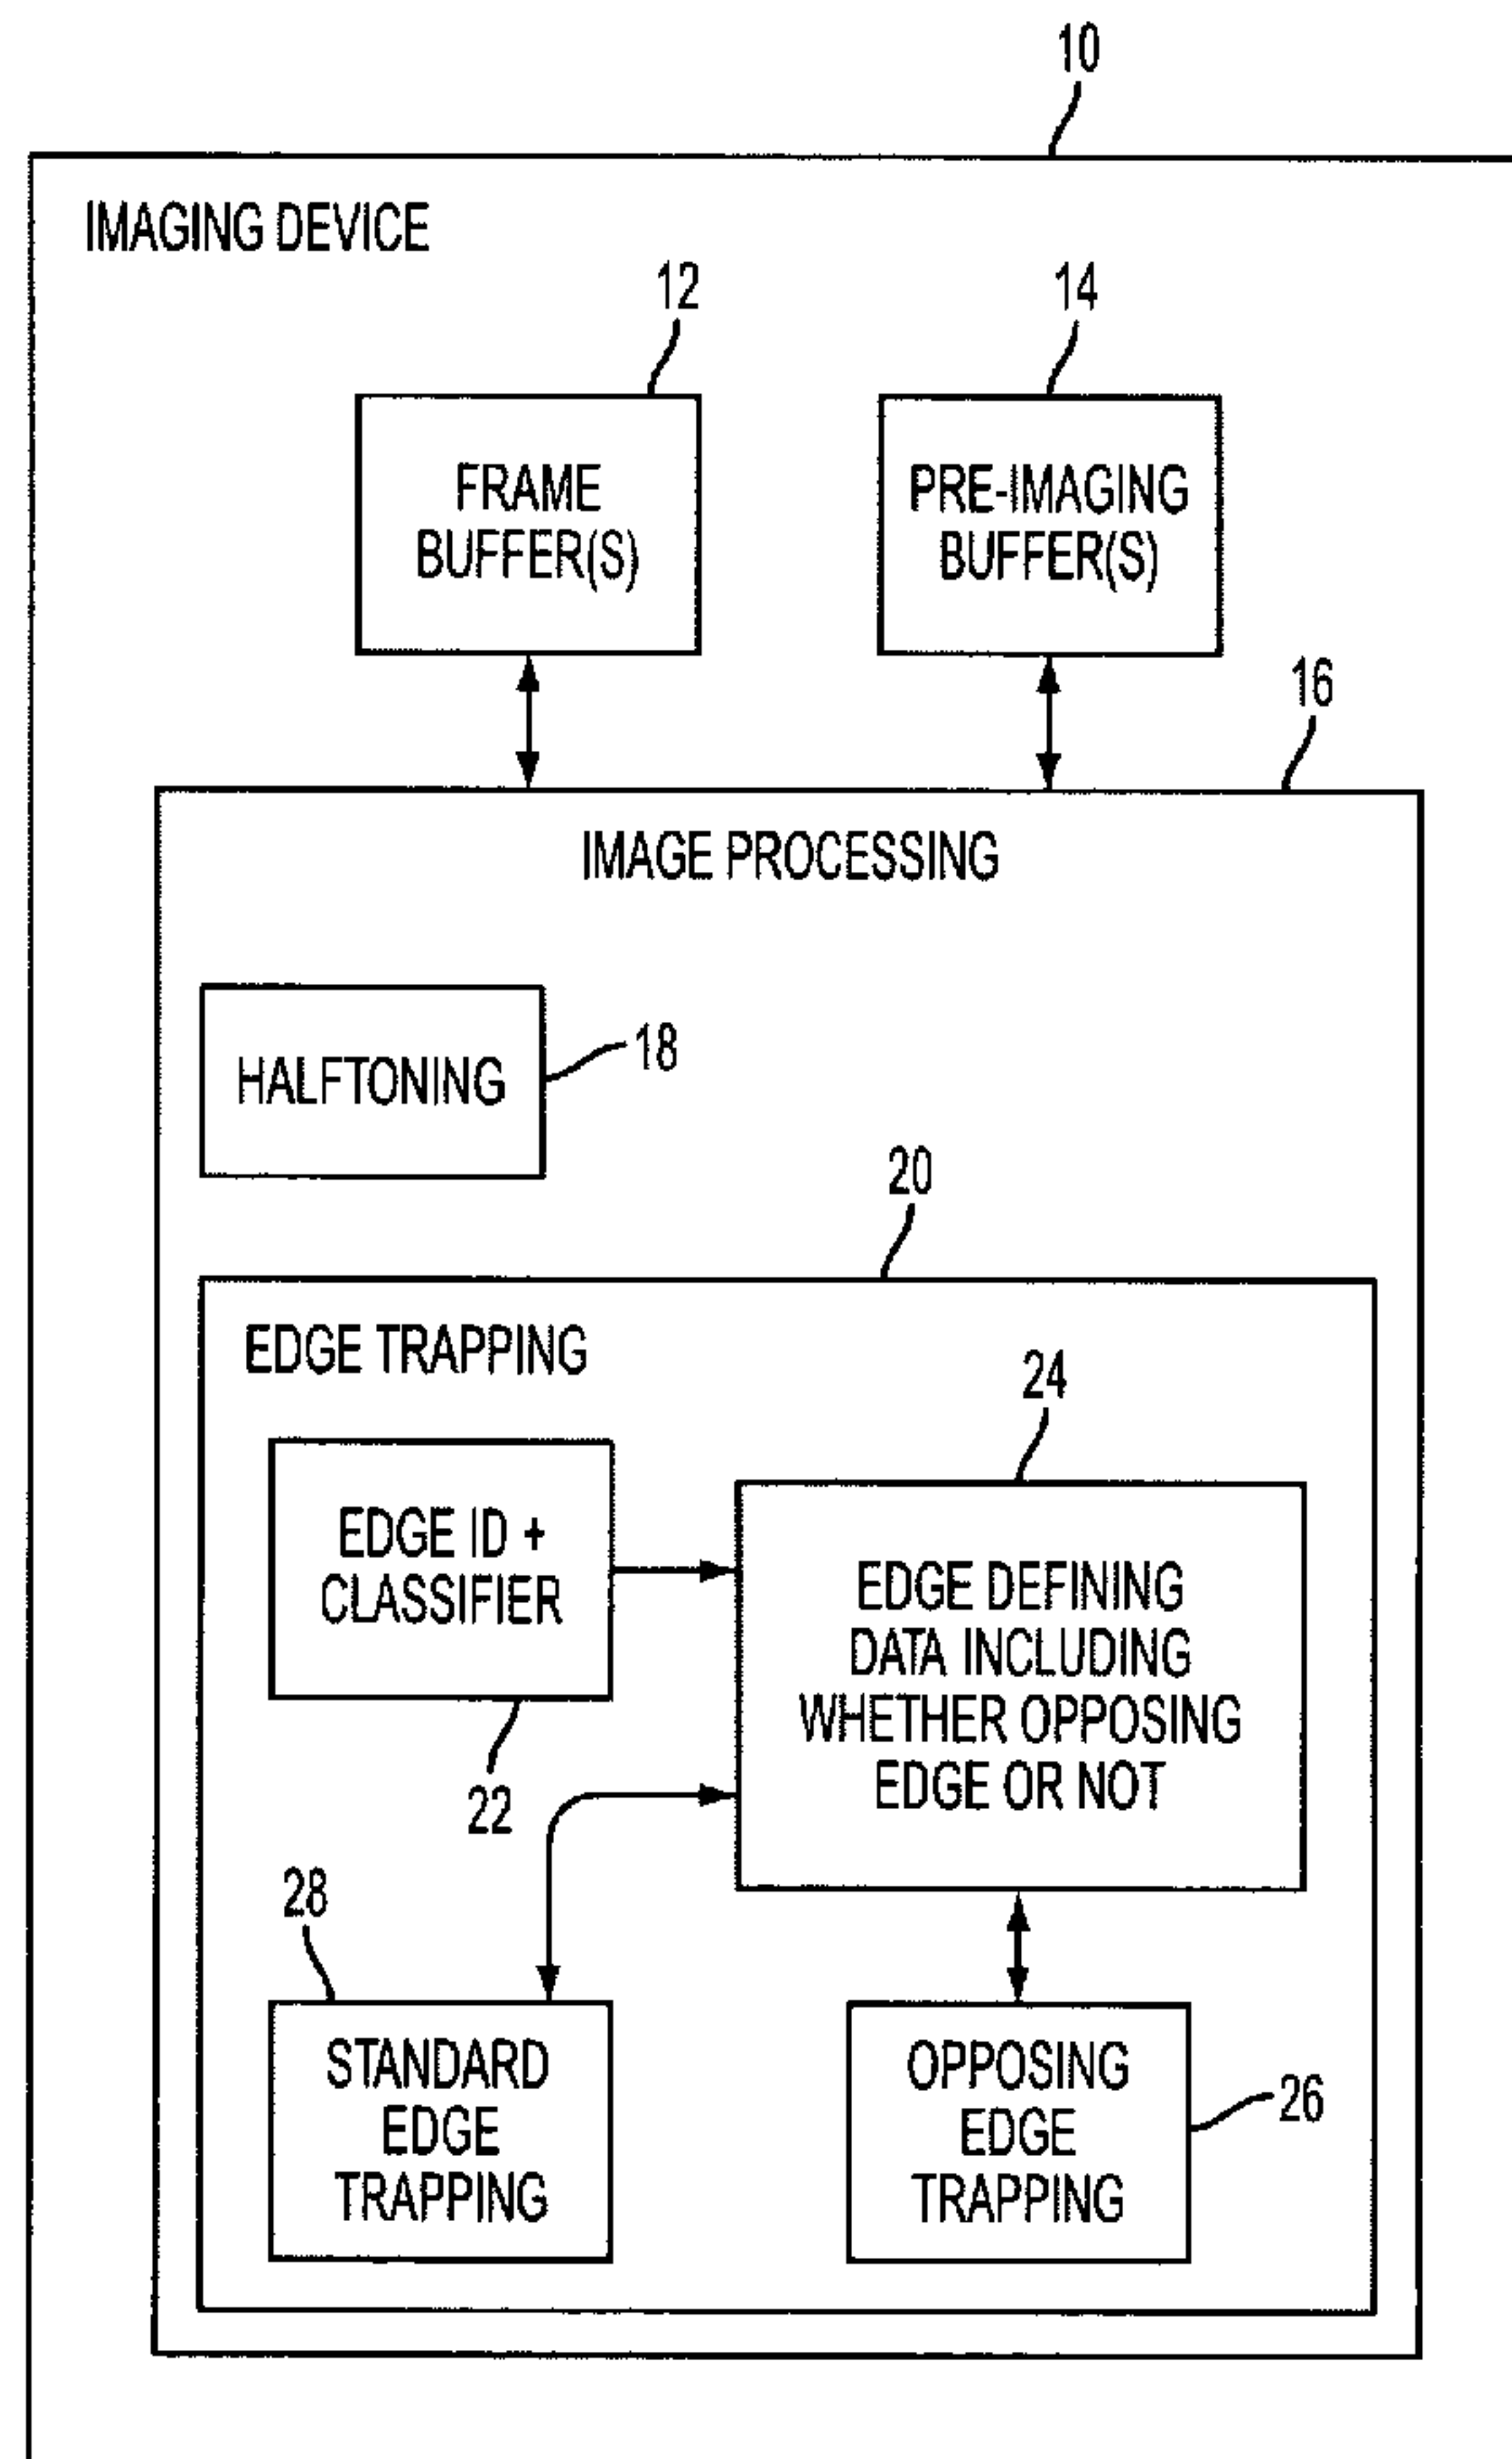 10
IMAGING DEVICE
12
14
FRAME
BUFFER(S)
PRE-IMAGING
BUFFER(S)
16
IMAGE PROCESSING
HALFTONING
18
20
EDGE TRAPPING
24
EDGE ID +
CLASSIFIER
22
EDGE DEFINING
DATA INCLUDING
WHETHER OPPOSING
EDGE OR NOT
28
STANDARD
EDGE
TRAPPING
OPPOSING
EDGE
TRAPPING
26